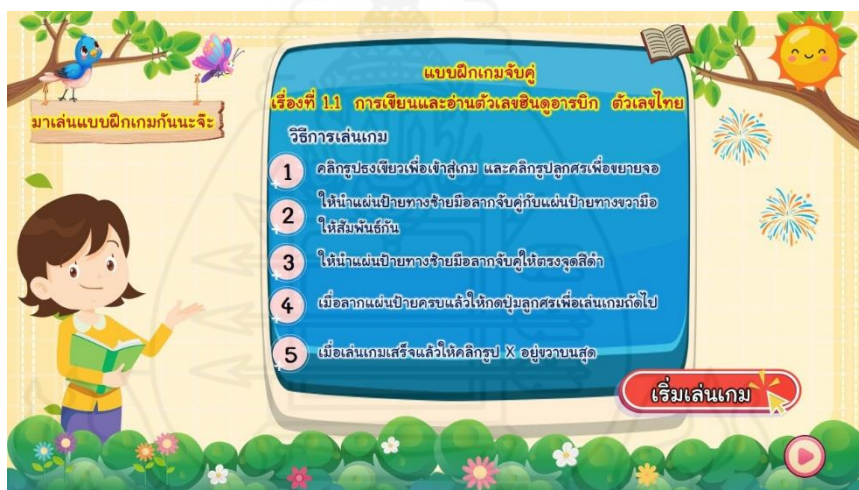 แบบฝึกเกมจับคู่
เรื่องที่ 1.1 การเขียนและอ่านตัวเลขฮินดูอารบิก ตัวเลขไทย
มาเล่นแบบฝึกเกมกันนะจ๊ะ
วิธีการเล่นเกม
1 คลิกรูปธงเขียวเพื่อเข้าสู่เกม และคลิกรูปลูกศรเพื่อขยายจอ
2 ให้นำแผ่นป้ายทางซ้ายมือลากจับคู่กับแผ่นป้ายทางขวามือ
ให้สัมพันธ์กัน
3 ให้นำแผ่นป้ายทางซ้ายมือลากจับคู่ให้ตรงจุดสีดำ
4 เมื่อลากแผ่นป้ายครบแล้วให้กดปุ่มลูกศรเพื่อเล่นเกมถัดไป
5 เมื่อเล่นเกมเสร็จแล้วให้คลิกรูป X อยู่ขวาบนสุด
เริ่มเล่นเกม